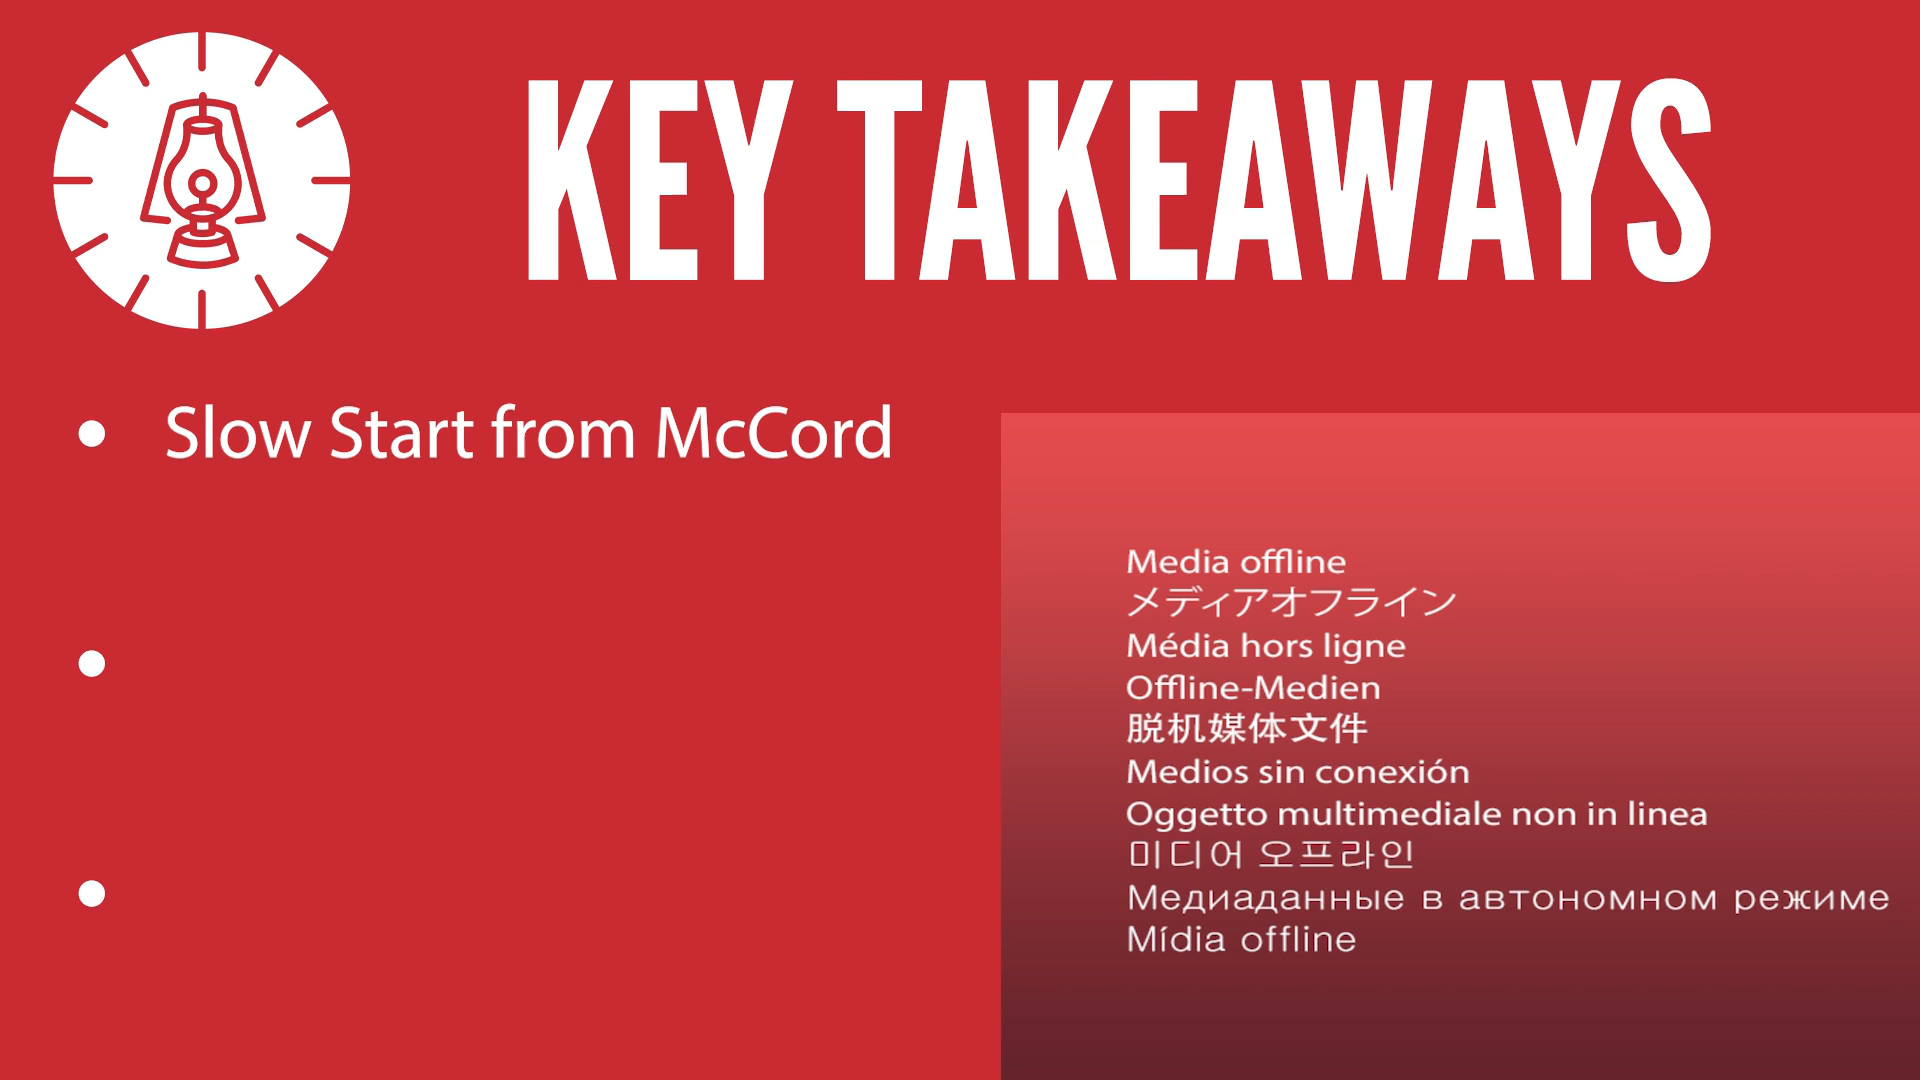 KEY TAKEAWAYS
Slow Start from McCord
Media offline
メディアオフライン
Média hors ligne
Offline-Medien
脱机媒体文件
Medios sin conexión
Oggetto multimediale non in linea
미디어 오프라인
Медиаданные в автономном режиме
Mídia offline